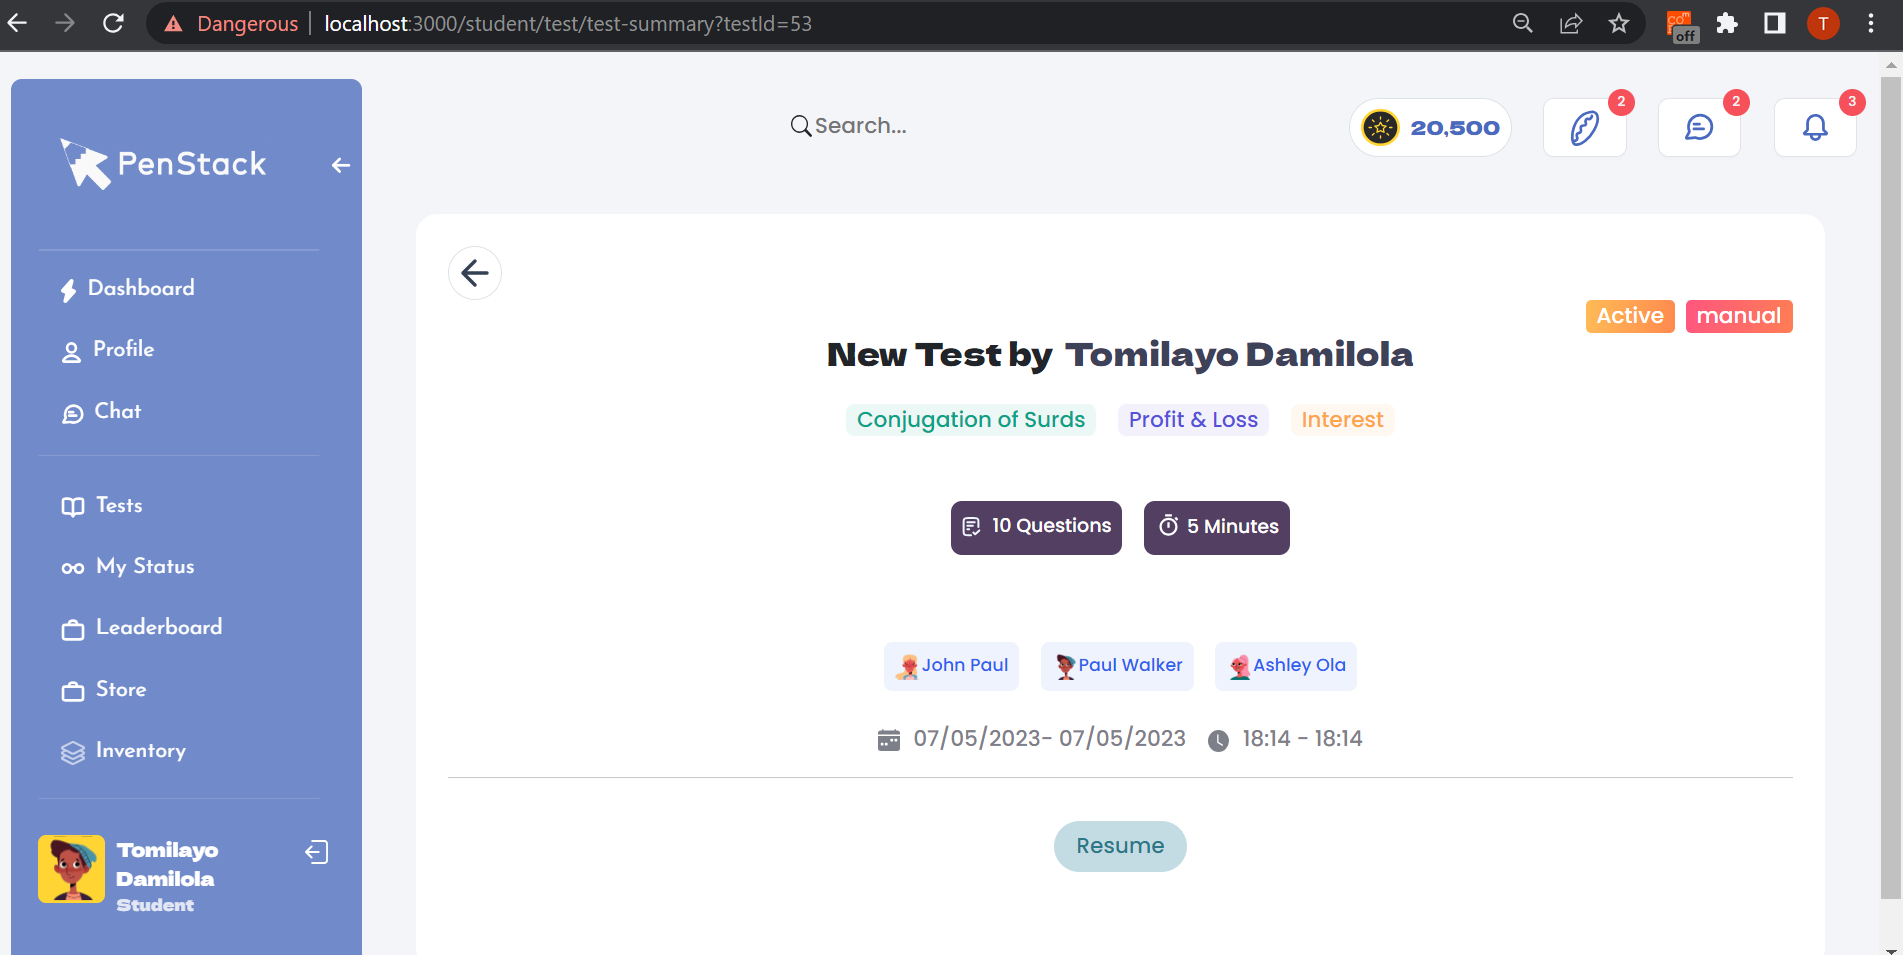 Dangerous localhost:3000/student/test/test-summary?testId=53
off
T
PenStack
Search...
20,500
2
2
3
Dashboard
Profile
Chat
Tests
My Status
Leaderboard
Store
Inventory
Tomilayo
Damilola
Student
Active manual
New Test by Tomilayo Damilola
Conjugation of Surds Profit & Loss Interest
10 Questions 5 Minutes
John Paul Paul Walker Ashley Ola
07/05/2023- 07/05/2023 18:14 - 18:14
Resume